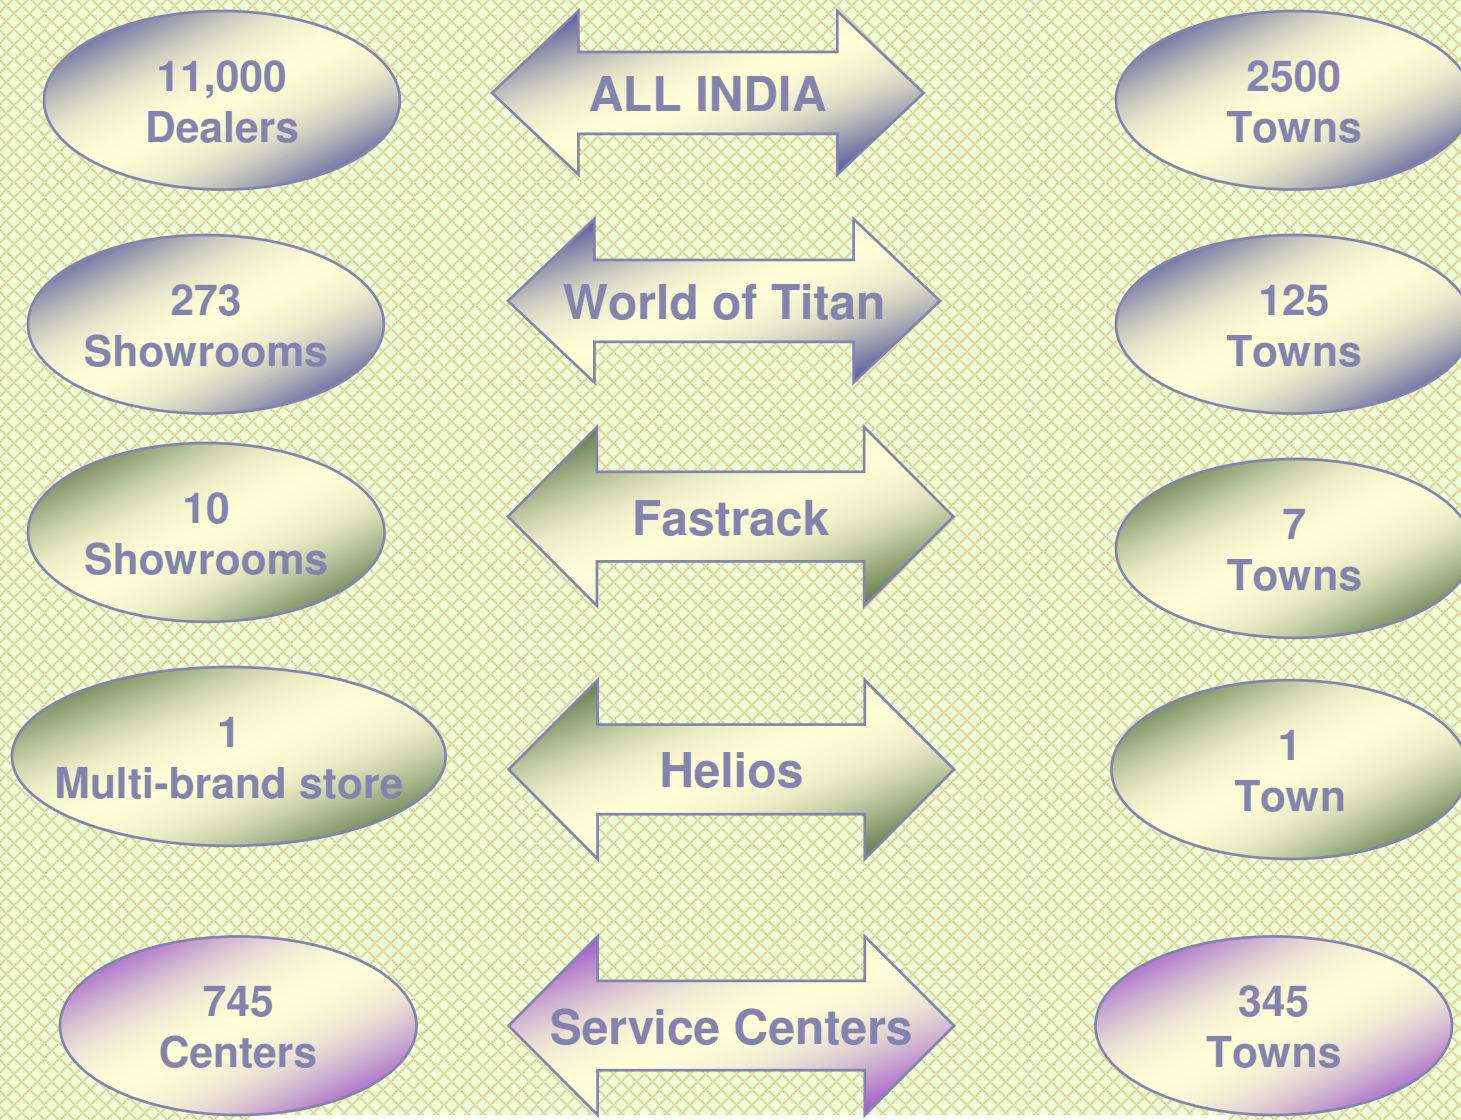 11,000
Dealers
ALL INDIA
2500
Towns
273
Showrooms
World of Titan
125
Towns
10
Showrooms
Fastrack
7
Towns
1
Multi-brand store
Helios
1
Town
745
Centers
Service Centers
345
Towns